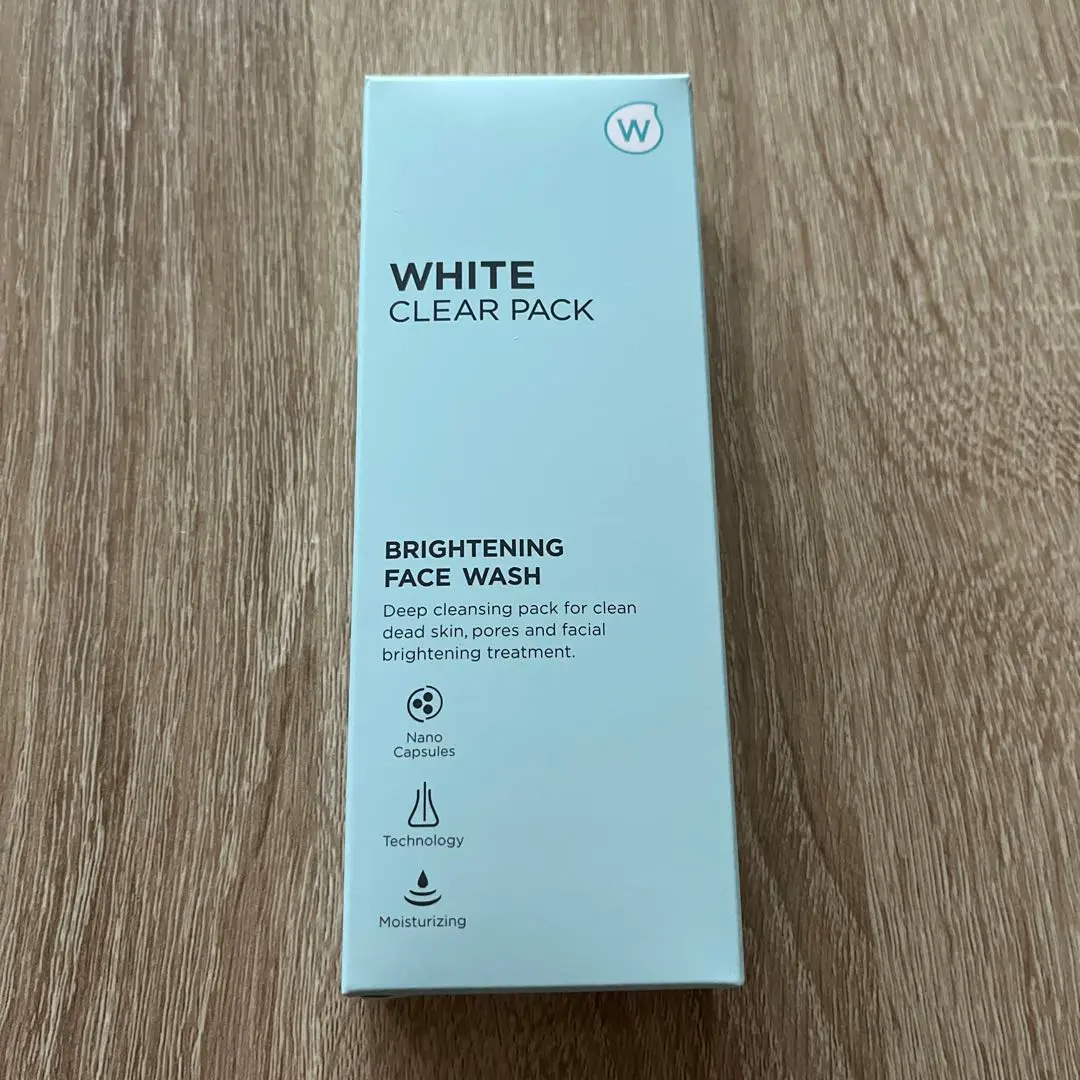 W
WHITE
CLEAR PACK
BRIGHTENING
FACE WASH
Deep cleansing pack for clean
dead skin, pores and facial
brightening treatment.
Nano
Capsules
Technology
Moisturizing